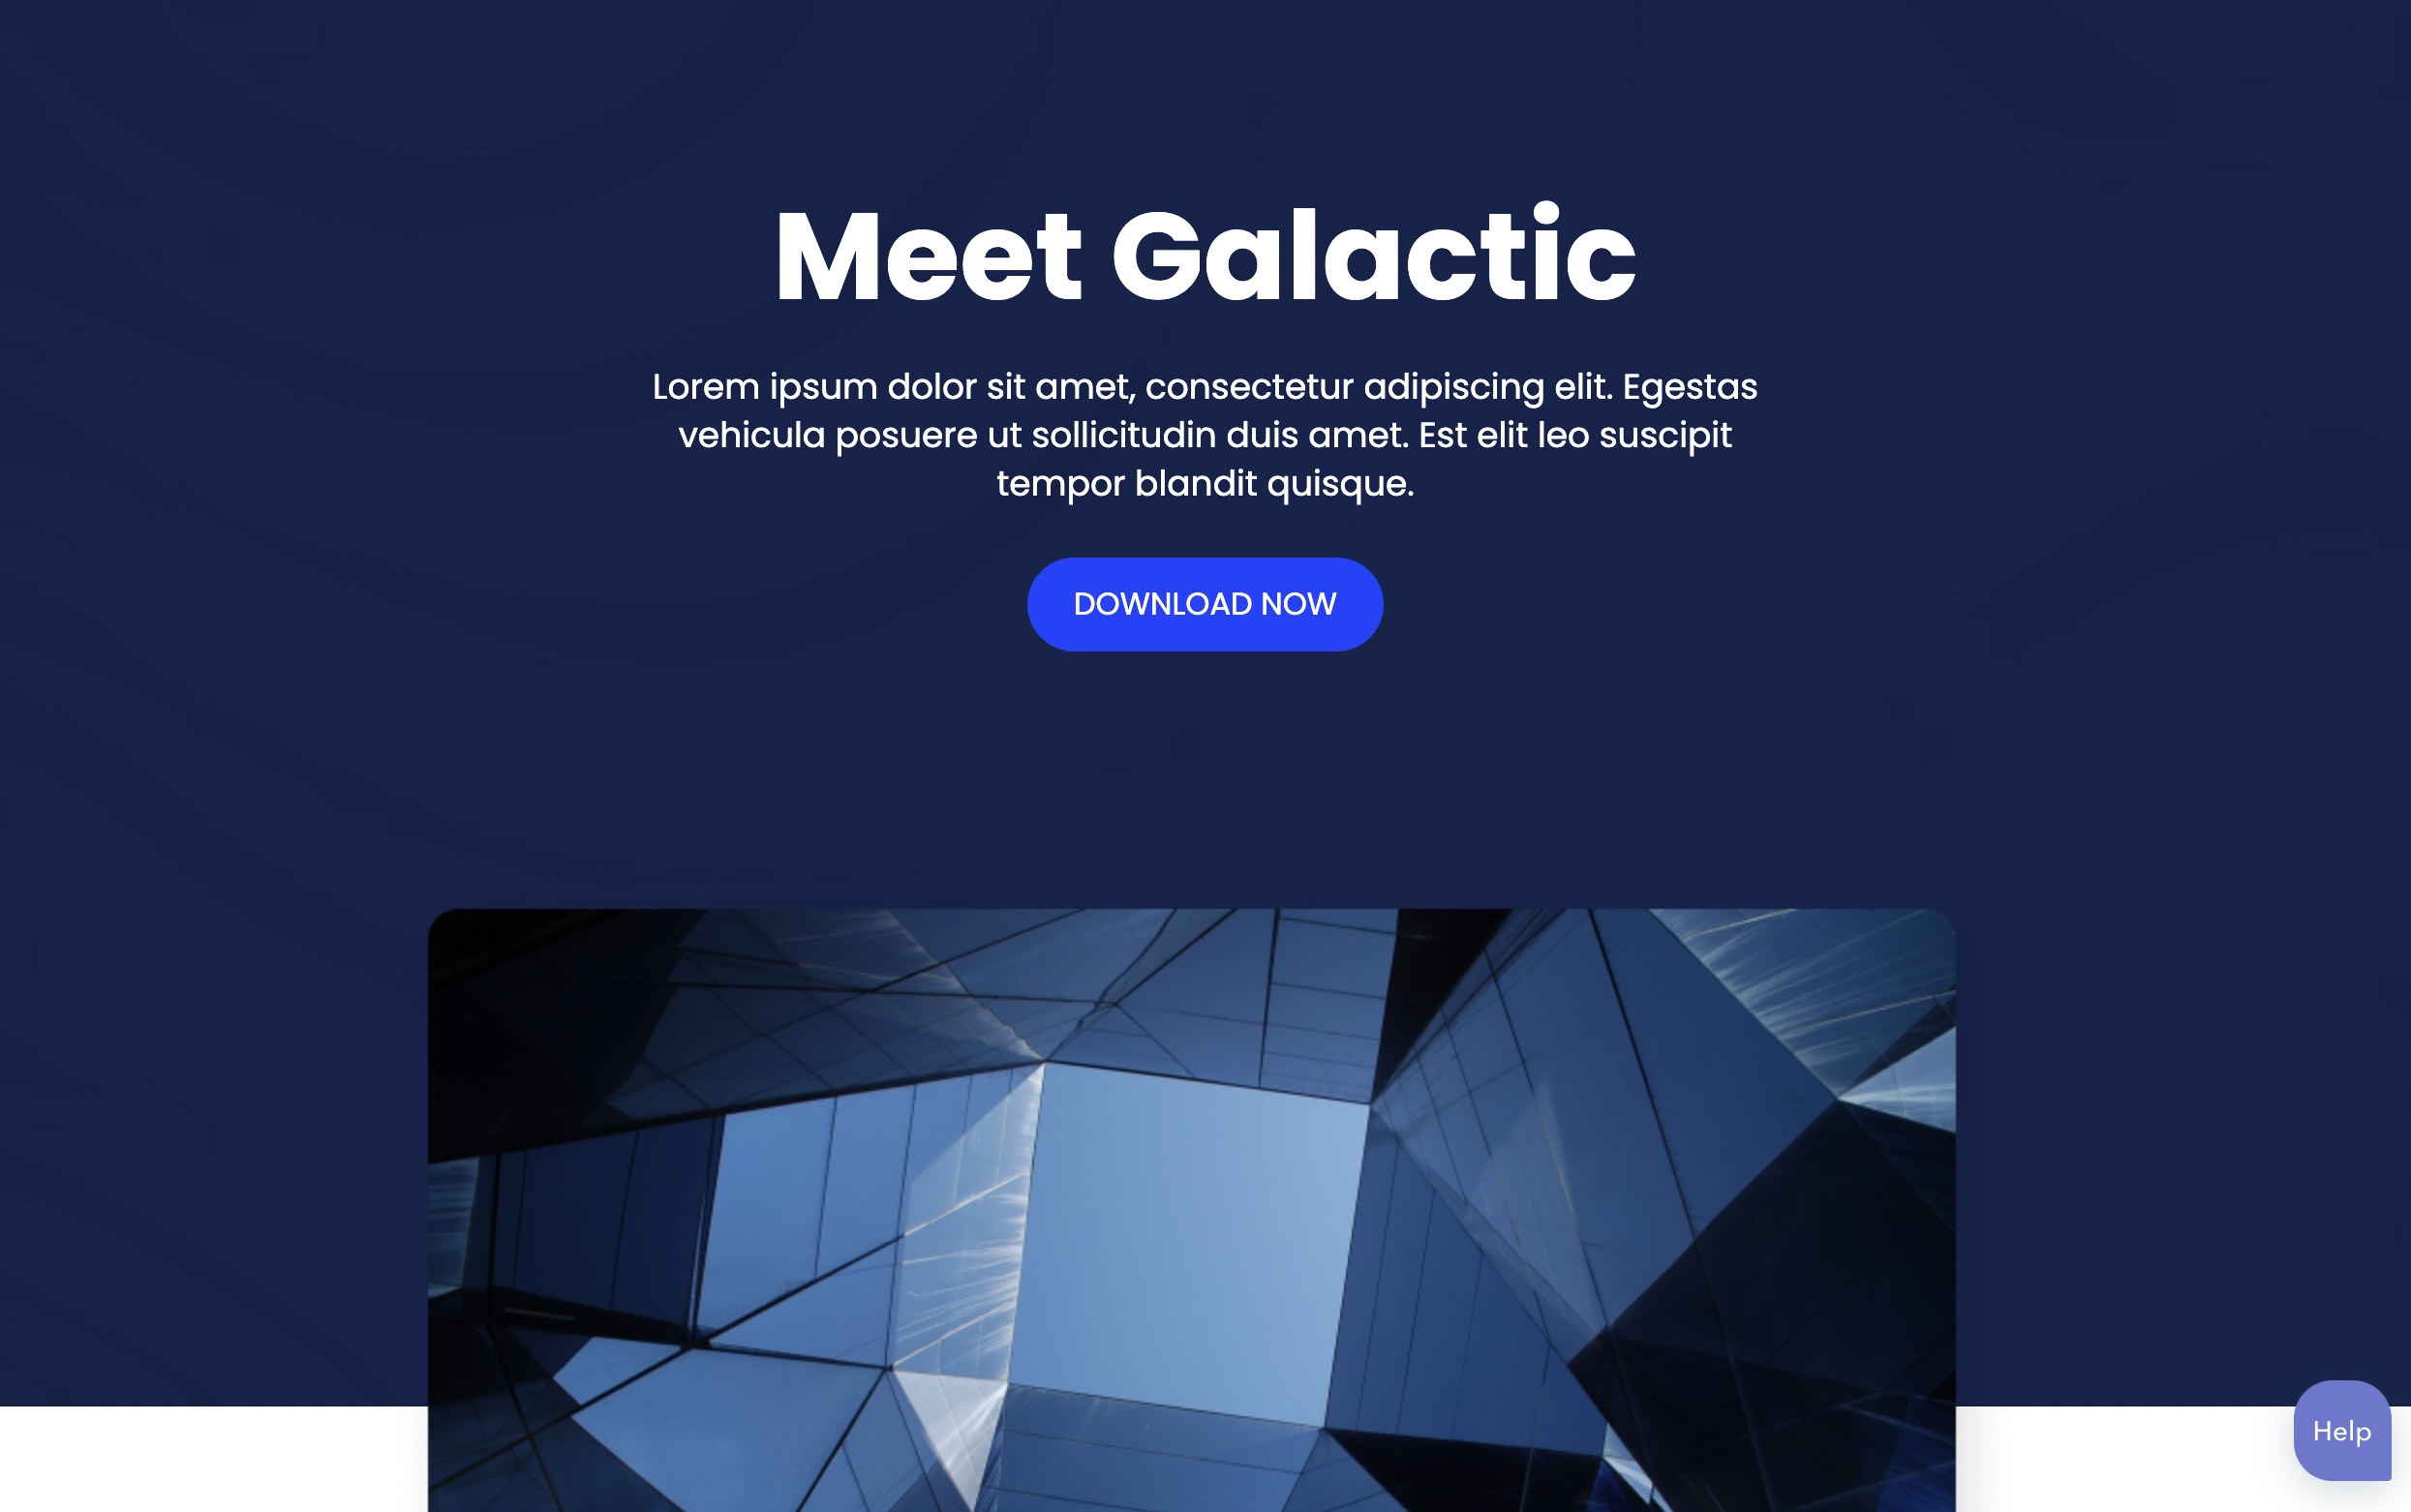 Meet Galactic
Lorem ipsum dolor sit amet, consectetur adipiscing elit. Egestas
vehicula posuere ut sollicitudin duis amet. Est elit leo suscipit
tempor blandit quisque.
DOWNLOAD NOW
Help